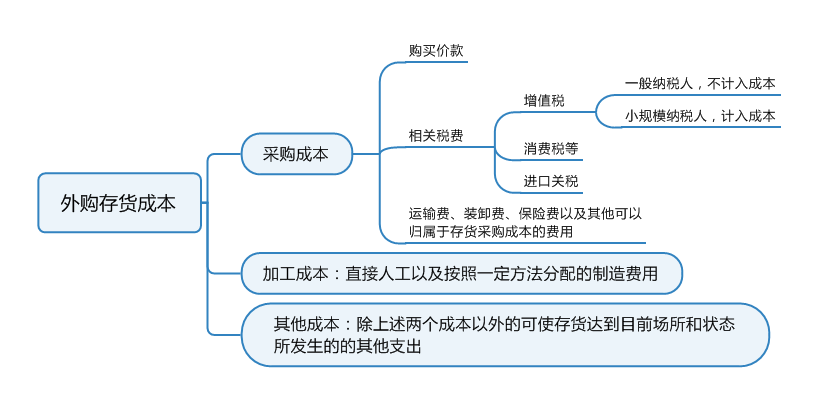 外购存货成本
采购成本
购买价款
相关税费
增值税
一般纳税人，不计入成本
小规模纳税人，计入成本
消费税等
进口关税
运输费、装卸费、保险费以及其他可以
归属于存货采购成本的费用
加工成本：直接人工以及按照一定方法分配的制造费用
其他成本：除上述两个成本以外的可使存货达到目前场所和状态
所发生的的其他支出